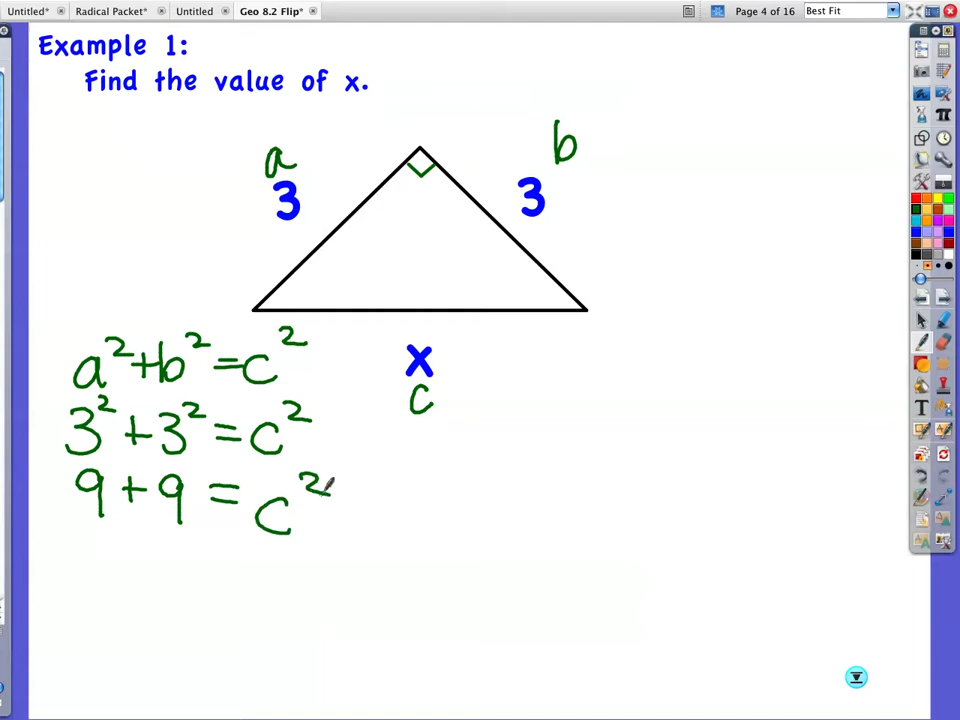 Untitled* Radical Packet* Untitled Geo 8.2 Flip* Page 4 of 16 Best Fit
Example 1:
Find the value of x.
a b
3 3
a²+b²=c² x
c
3²+3²=c²
9+9=c²
T